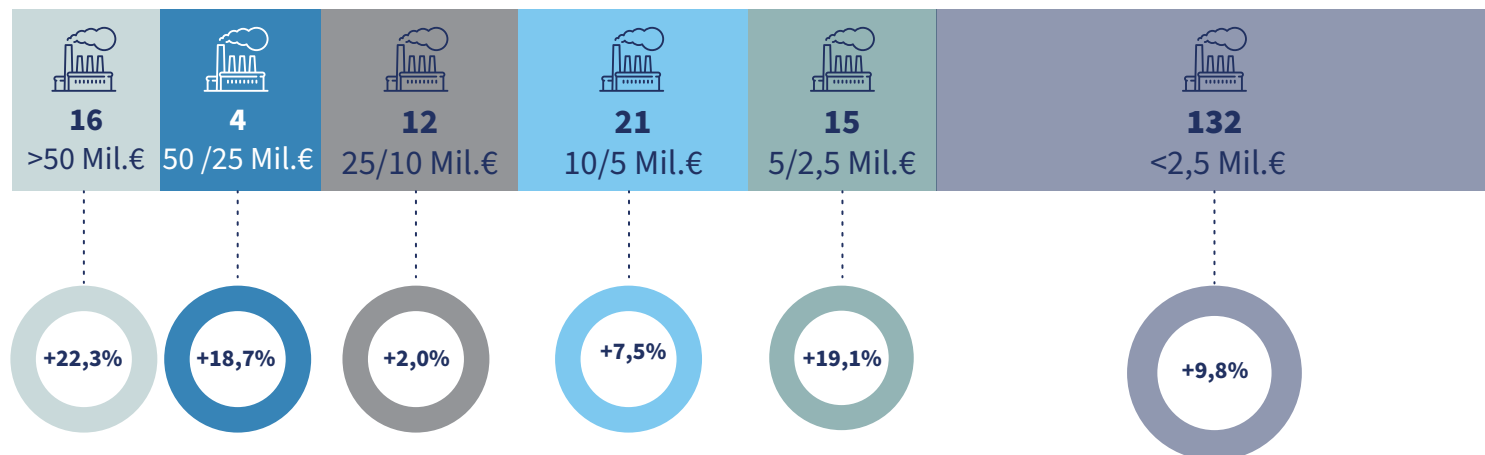 16
>50 Mil.€
4
50 /25 Mil.€
12
25/10 Mil.€
21
10/5 Mil.€
15
5/2,5 Mil.€
132
<2,5 Mil.€
+22,3%
+18,7%
+2,0%
+7,5%
+19,1%
+9,8%